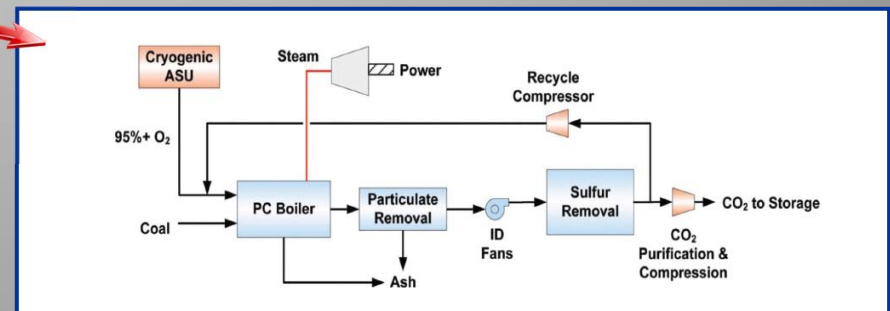 Cryogenic
ASU
Steam
Power
Recycle
Compressor
95%+ O₂
PC Boiler
Particulate
Removal
Sulfur
Removal
CO₂ to Storage
Coal
ID
Fans
CO₂
Purification &
Compression
Ash